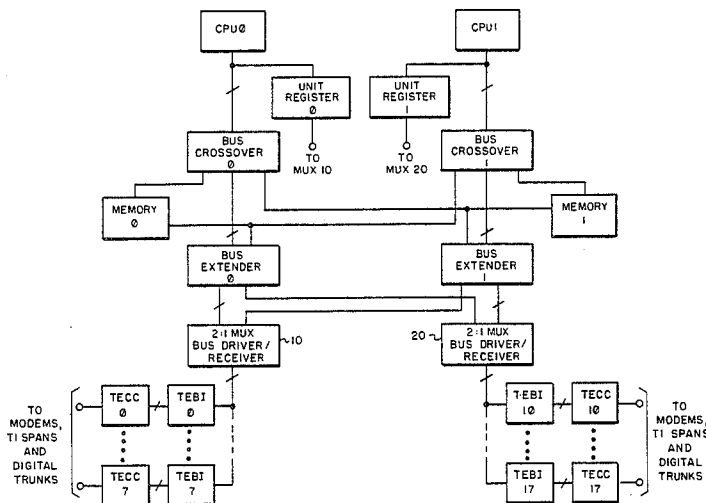 CPU0
CPU1
UNIT
REGISTER
0
UNIT
REGISTER
1
BUS
CROSSOVER
0
TO
MUX 10
TO
MUX 20
BUS
CROSSOVER
1
MEMORY
0
MEMORY
1
BUS
EXTENDER
0
BUS
EXTENDER
1
2:1 MUX
BUS DRIVER/
RECEIVER
10
20
2:1 MUX
BUS DRIVER/
RECEIVER
TO
MODEMS,
T1 SPANS
AND
DIGITAL
TRUNKS
TECC
0
TEBI
0
TECC
7
TEBI
7
TEBI
10
TECC
10
TEBI
17
TECC
17
TO
MODEMS,
T1 SPANS
AND
DIGITAL
TRUNKS